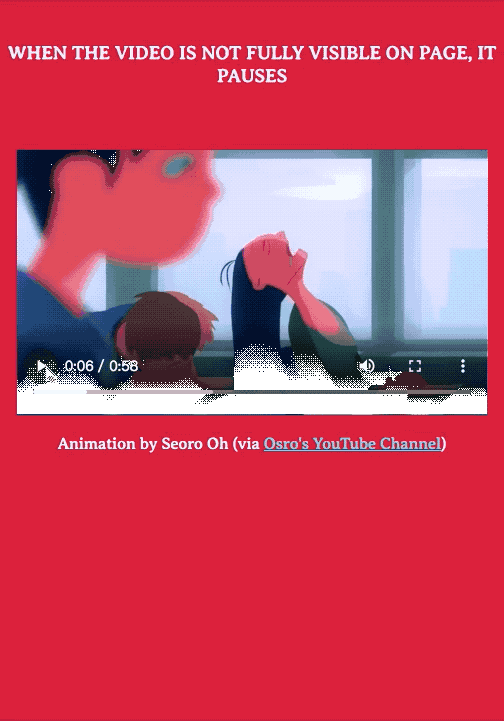 WHEN THE VIDEO IS NOT FULLY VISIBLE ON PAGE, IT
PAUSES
0:06 / 0:58
Animation by Seoro Oh (via Osro's YouTube Channel)